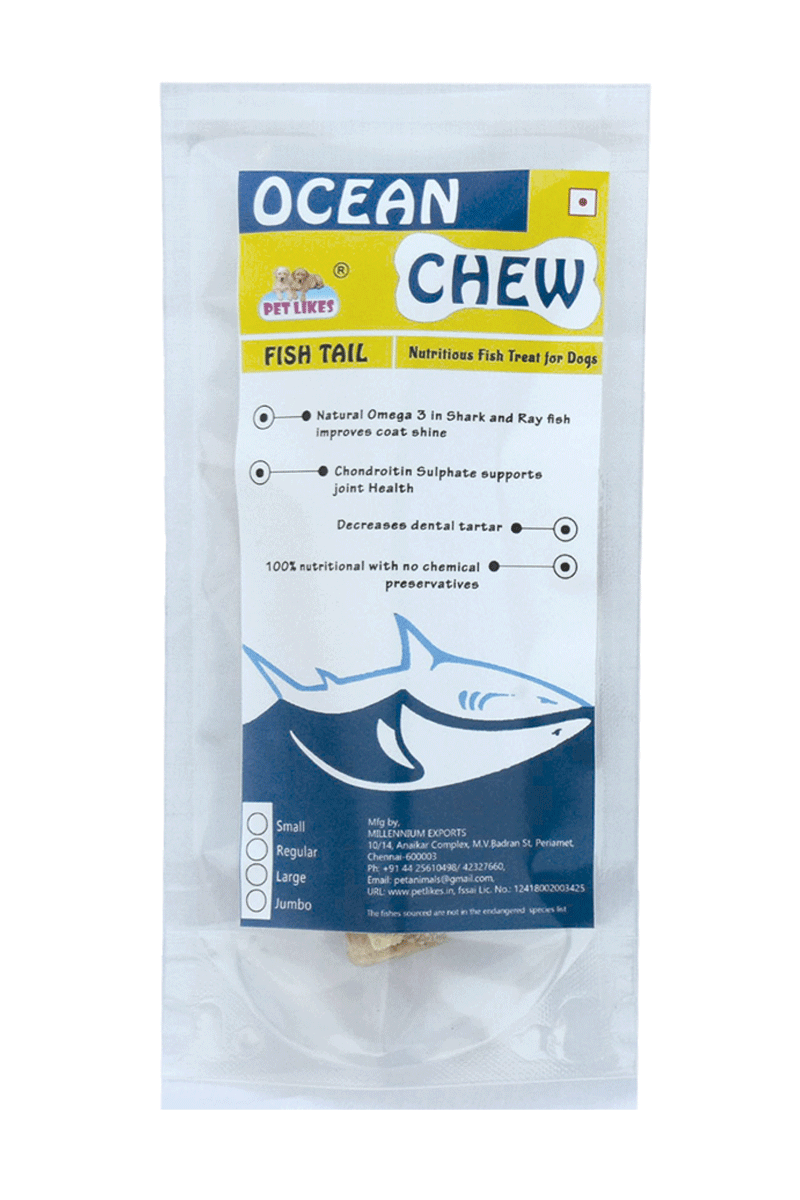 OCEAN
CHEW
®
PET LIKES
FISH TAIL
Nutritious Fish Treat for Dogs
Natural Omega 3 in Shark and Ray fish
improves coat shine
Chondroitin Sulphate supports
joint Health
Decreases dental tartar
100% nutritional with no chemical
preservatives
Small
Regular
Large
Jumbo
Mfg by,
MILLENNIUM EXPORTS
10/14, Anaikar Complex, M.V.Badran St, Periamet,
Chennai-600003
Ph: +91 44 25610498/ 42327660,
Email: petanimals@gmail.com,
URL: www.petlikes.in, fssai Lic. No.: 12418002003425
The fishes sourced are not in the endangered species list